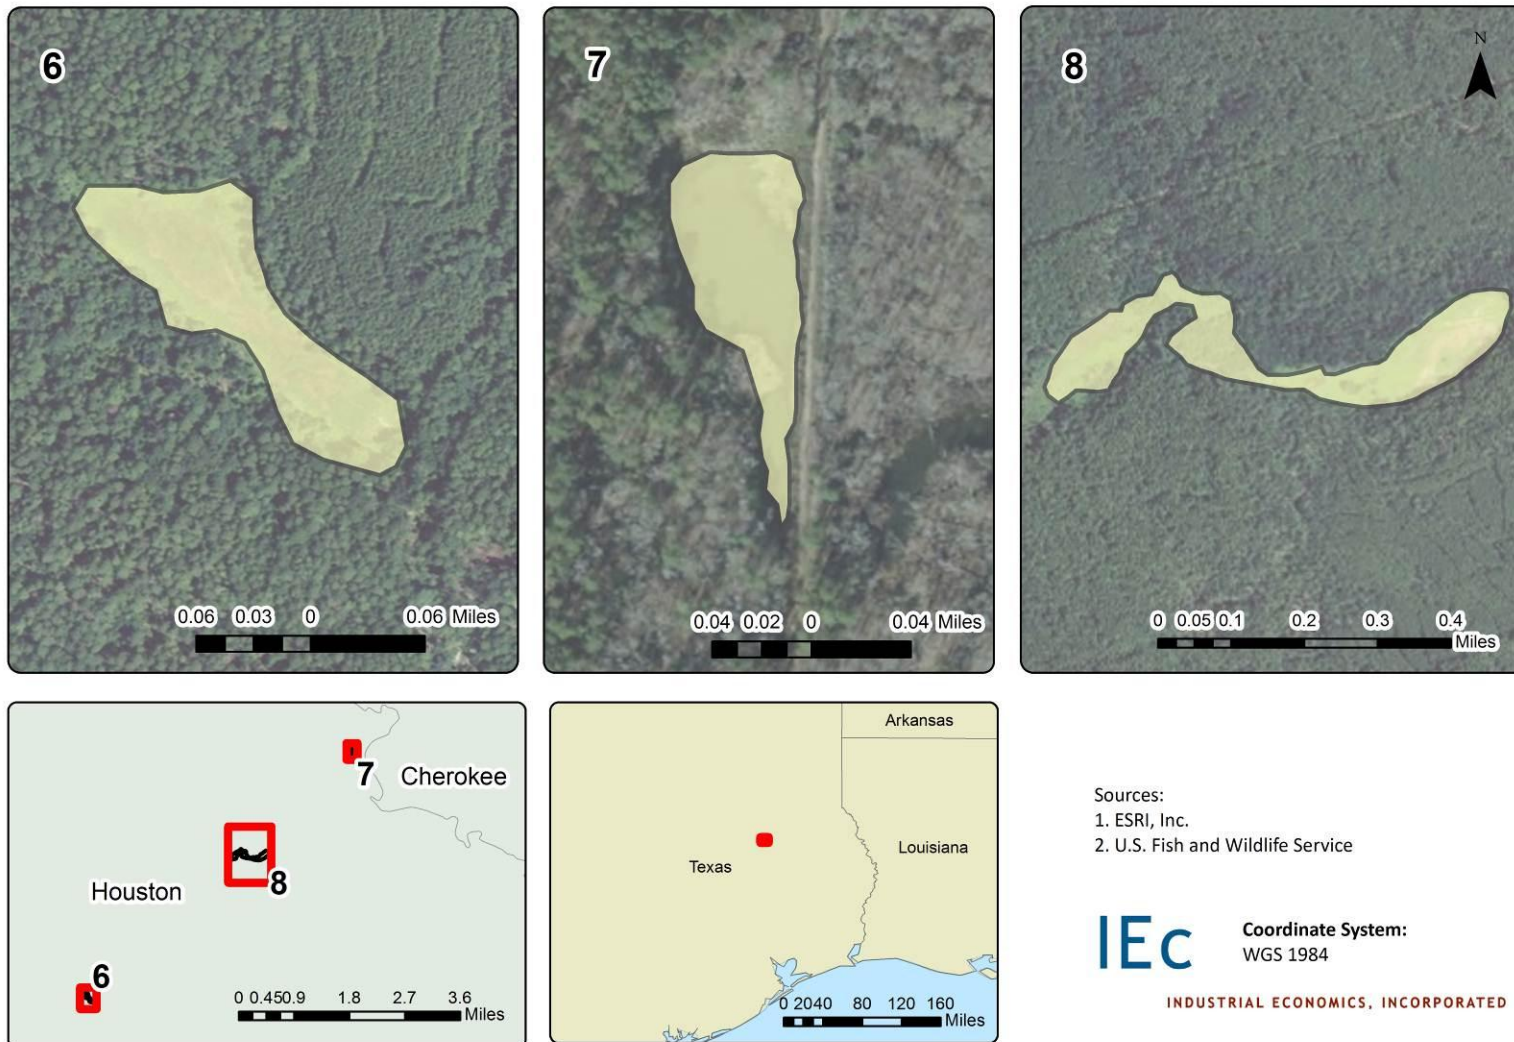 6
0.06 0.03 0 0.06 Miles
7
0.04 0.02 0 0.04 Miles
8
N
0 0.05 0.1 0.2 0.3 0.4
Miles
7
Cherokee
8
Houston
6
0 0.45 0.9 1.8 2.7 3.6
Miles
Arkansas
Texas
Louisiana
0 20 40 80 120 160
Miles
Sources:
1. ESRI, Inc.
2. U.S. Fish and Wildlife Service
IEc
Coordinate System:
WGS 1984
INDUSTRIAL ECONOMICS, INCORPORATED